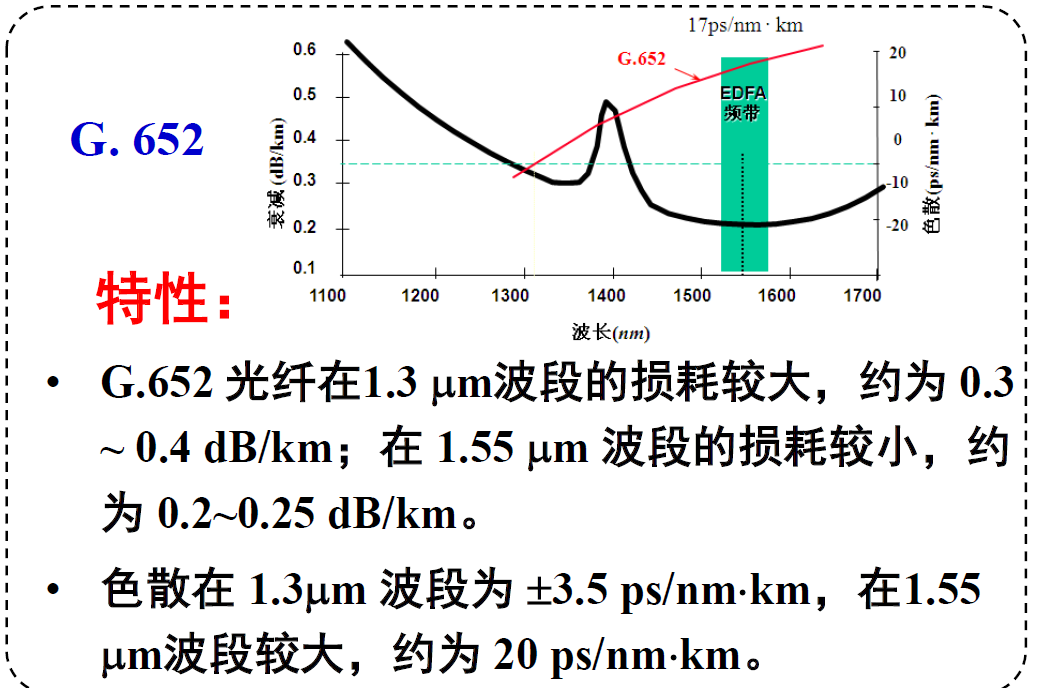 17ps/nm · km
G.652
EDFA
频带
G. 652
衰减 (dB/km)
0.6
0.5
0.4
0.3
0.2
0.1
20
10
0
-10
-20
色散(ps/nm · km)
1100 1200 1300 1400 1500 1600 1700
波长(nm)
特性：
• G.652 光纤在1.3 μm波段的损耗较大，约为 0.3
~ 0.4 dB/km；在 1.55 μm 波段的损耗较小，约
为 0.2~0.25 dB/km。
• 色散在 1.3μm 波段为 ±3.5 ps/nm·km，在1.55
μm波段较大，约为 20 ps/nm·km。